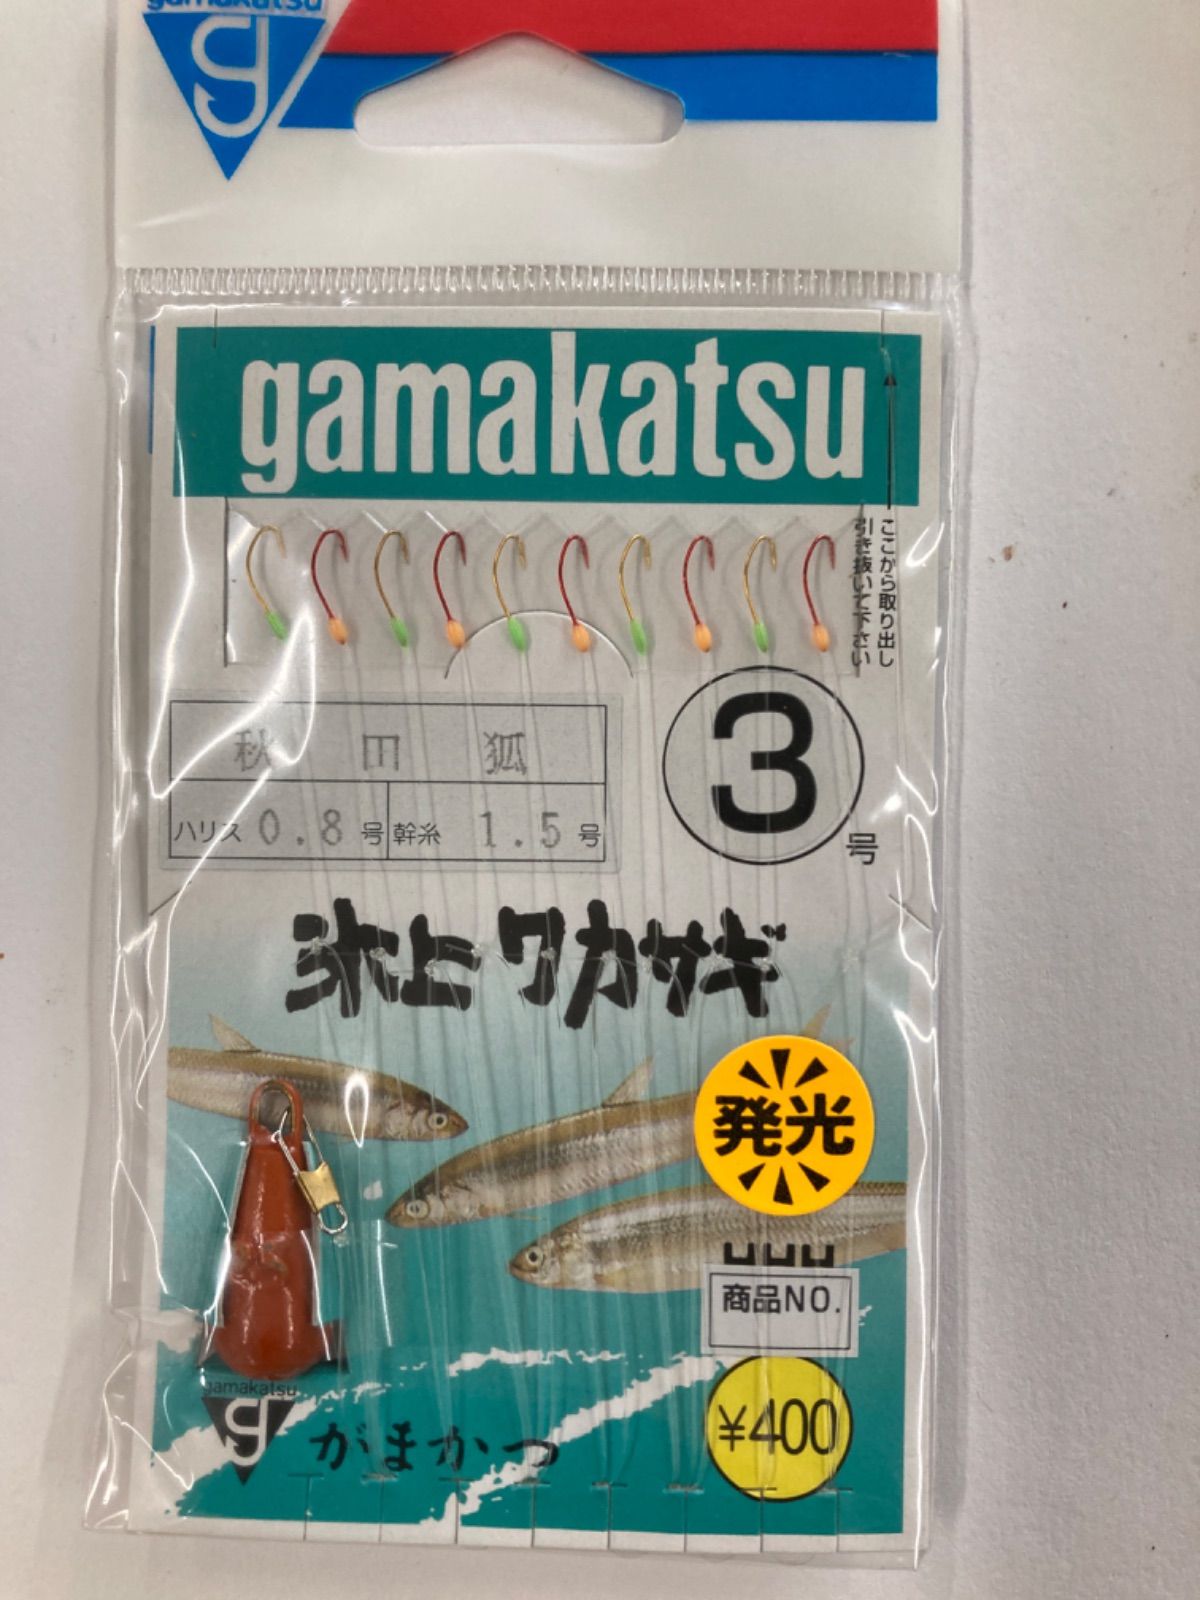 gamakatsu
g
gamakatsu
ここから取り出し
引き抜いて下さい
秋田狐
ハリス 0.8号 幹糸 1.5号
3号
氷上ワカサギ
発光
商品NO.
¥400
gamakatsu
g
がまかつ